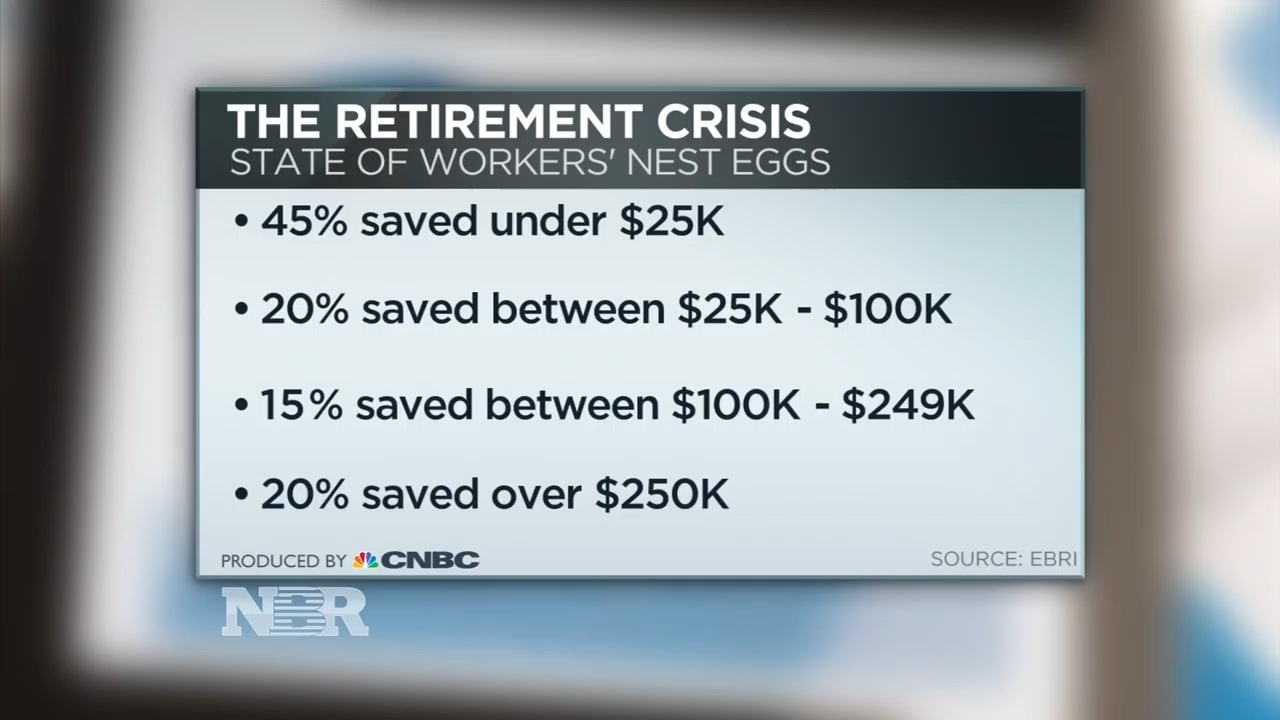 THE RETIREMENT CRISIS
STATE OF WORKERS' NEST EGGS
• 45% saved under $25K
• 20% saved between $25K - $100K
• 15% saved between $100K - $249K
• 20% saved over $250K
PRODUCED BY CNBC
SOURCE: EBRI
NBR